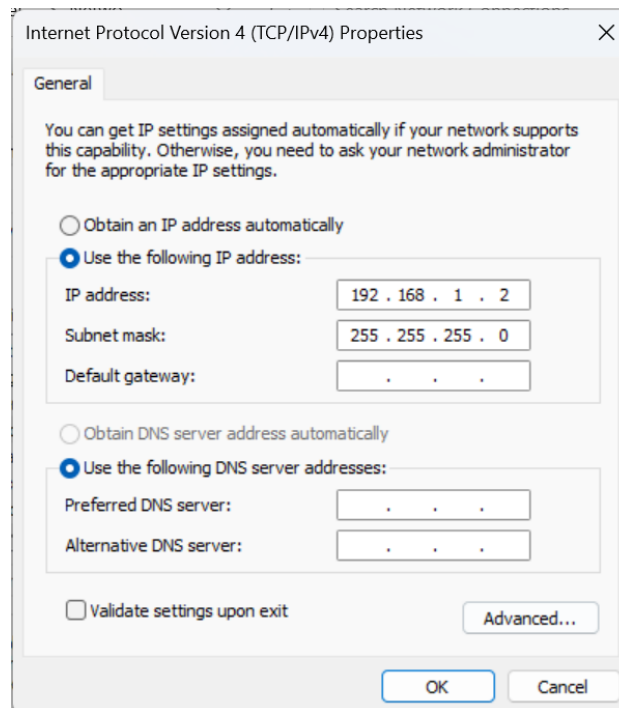 Internet Protocol Version 4 (TCP/IPv4) Properties
General
You can get IP settings assigned automatically if your network supports
this capability. Otherwise, you need to ask your network administrator
for the appropriate IP settings.
Obtain an IP address automatically
Use the following IP address:
IP address: 192 . 168 . 1 . 2
Subnet mask: 255 . 255 . 255 . 0
Default gateway: . . .
Obtain DNS server address automatically
Use the following DNS server addresses:
Preferred DNS server: . . .
Alternative DNS server: . . .
Validate settings upon exit
Advanced...
OK Cancel